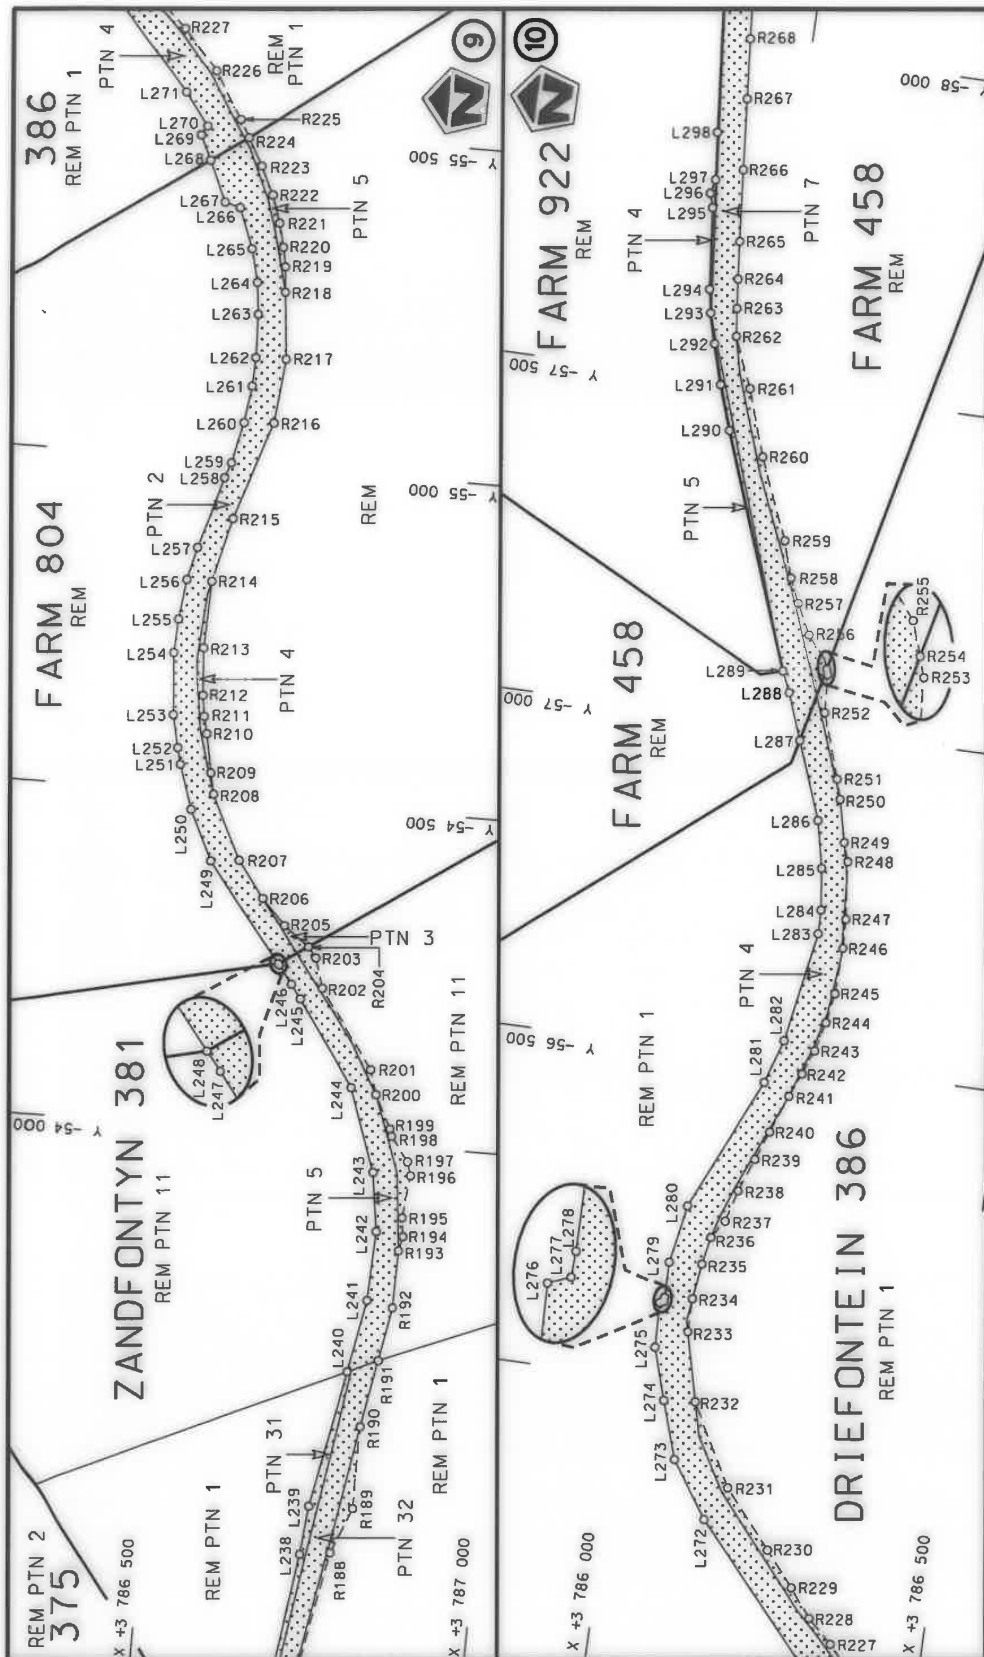 PTN 4
R227
386
REM PTN 1
R226
REM
PTN 1
9
N
L271
L270
L269
L268
R225
R224
R223
Y -55 500
L267
L266
R222
R221
PTN 5
L265
R220
R219
L264
R218
L263
L262
R217
L261
L260
R216
L259
L258
PTN 2
R215
REM
Y -55 000
FARM 804
REM
L257
L256
R214
L255
L254
R213
R212
PTN 4
L253
R211
R210
L252
L251
R209
R208
L250
Y -54 500
L249
R207
R206
R205
PTN 3
R203
R204
R202
L246
L245
L248
L247
REM PTN 11
R201
L244
R200
Y -54 000
R199
R198
R197
R196
L243
PTN 5
ZANDFONTYN 381
REM PTN 11
L242
R195
R194
R193
L241
R192
L240
R191
R190
PTN 31
REM PTN 1
L239
R189
L238
R188
PTN 32
REM PTN 1
REM PTN 2
375
X +3 786 500
X +3 787 000
10
N
R268
Y -58 000
R267
L298
R266
L297
L296
L295
PTN 4
PTN 7
FARM 922
REM
R265
L294
R264
L293
R263
FARM 458
REM
L292
R262
Y -57 500
L291
R261
L290
R260
PTN 5
R259
R258
R257
R256
R255
R254
R253
FARM 458
REM
L289
L288
Y -57 000
R252
L287
R251
R250
L286
R249
R248
L285
L284
R247
L283
R246
PTN 4
R245
L282
R244
L281
R243
Y -56 500
R242
REM PTN 1
R241
R240
R239
R238
L280
R237
L279
R236
L278
L277
L276
R235
R234
L275
R233
L274
R232
L273
R231
DRIEFONTEIN 386
REM PTN 1
L272
R230
R229
R228
R227
X +3 786 000
X +3 786 500